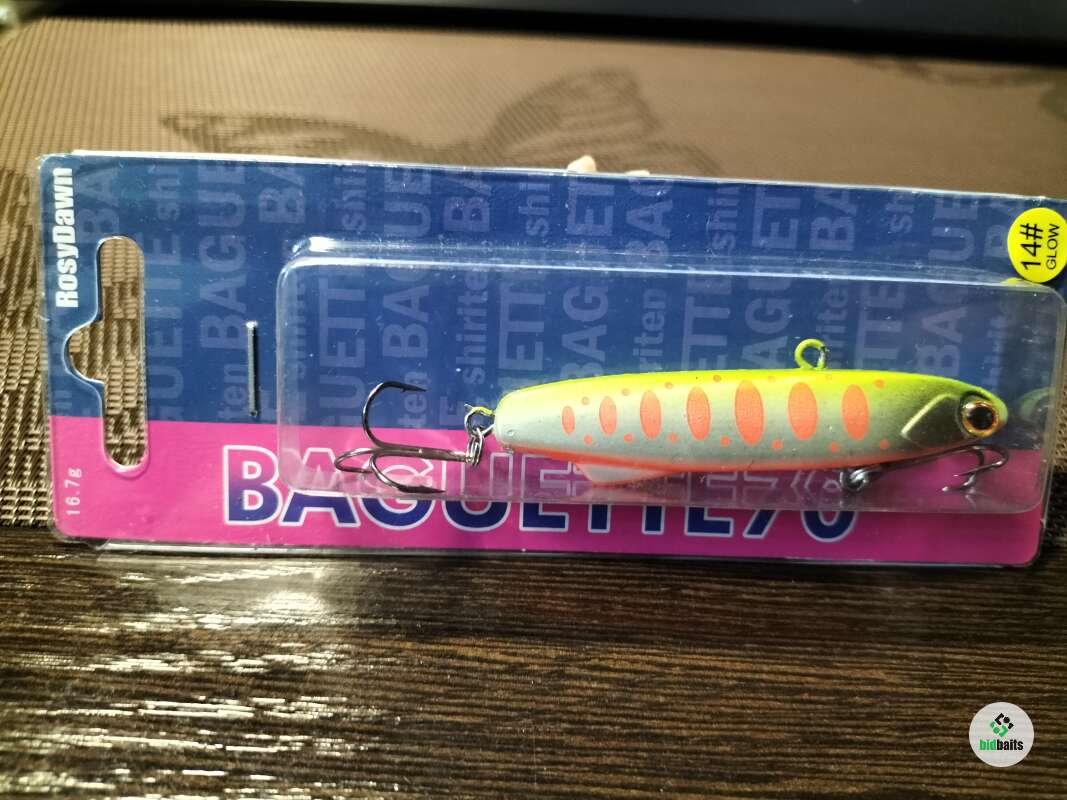 RosyDawn
14#
GLOW
16.7g
BAGUETTE70
bidbaits